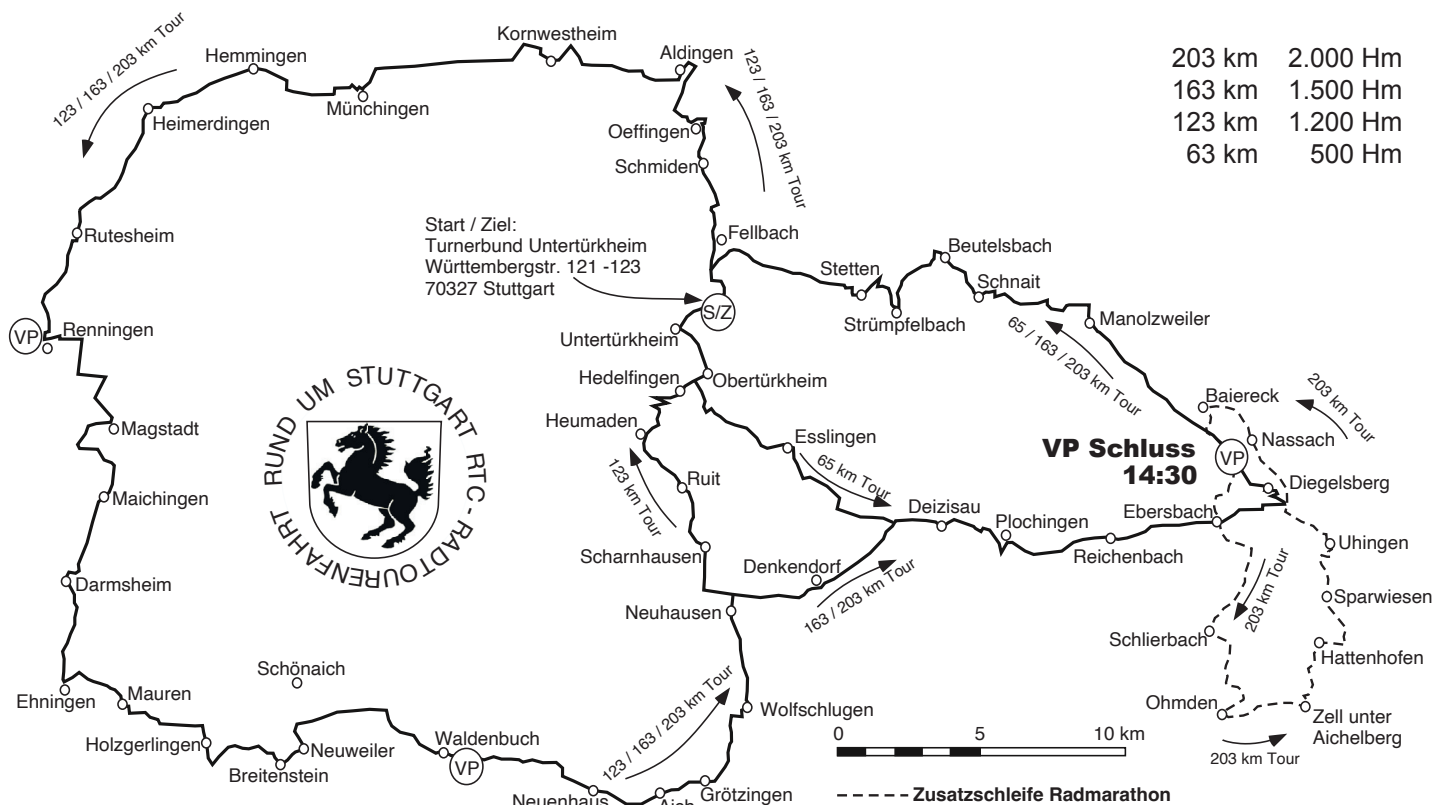 Kornwestheim
Hemmingen
Aldingen
123 / 163 / 203 km Tour
123 / 163 / 203 km Tour
Münchingen
Heimerdingen
Oeffingen
Schmiden
203 km 2.000 Hm
163 km 1.500 Hm
123 km 1.200 Hm
63 km 500 Hm
Rutesheim
Start / Ziel:
Turnerbund Untertürkheim
Württembergstr. 121 -123
70327 Stuttgart
Fellbach
Beutelsbach
Stetten
Schnait
S/Z
Strümpfelbach
Manolzweiler
VP
Renningen
Untertürkheim
65 / 163 / 203 km Tour
Hedelfingen
Obertürkheim
RUND UM STUTTGART RTC - RADTOURENFAHRT
Baiereck
203 km Tour
Heumaden
Magstadt
Esslingen
Nassach
VP Schluss
14:30
VP
65 km Tour
123 km Tour
Ruit
Maichingen
Diegelsberg
Deizisau
Plochingen
Ebersbach
Reichenbach
Uhingen
Scharnhausen
Denkendorf
163 / 203 km Tour
203 km Tour
Darmsheim
Neuhausen
Sparwiesen
Schlierbach
Hattenhofen
Schönaich
Ehningen
Mauren
123 / 163 / 203 km Tour
Wolfschlugen
Ohmden
Zell unter
Aichelberg
203 km Tour
Holzgerlingen
Breitenstein
Neuweiler
Waldenbuch
VP
0 5 10 km
Neuenhaus
Aich
Grötzingen
Zusatzschleife Radmarathon